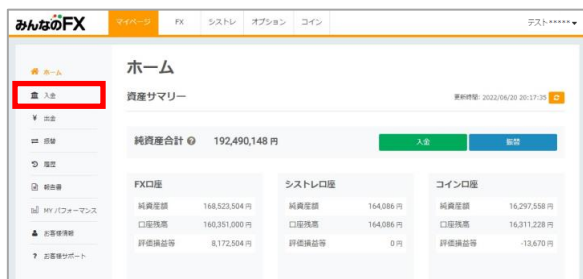 みんなのFX マイページ FX シストレ オプション コイン テスト*****
ホーム
入金
出金
振替
履歴
報告書
MY パフォーマンス
お客様情報
お客様サポート
ホーム
資産サマリー 更新時間: 2022/06/20 20:17:35
純資産合計 192,490,148 円 入金 振替
FX口座
純資産額 168,523,504 円
口座残高 160,351,000 円
評価損益等 8,172,504 円
シストレ口座
純資産額 164,086 円
口座残高 164,086 円
評価損益等 0 円
コイン口座
純資産額 16,297,558 円
口座残高 16,311,228 円
評価損益等 -13,670 円